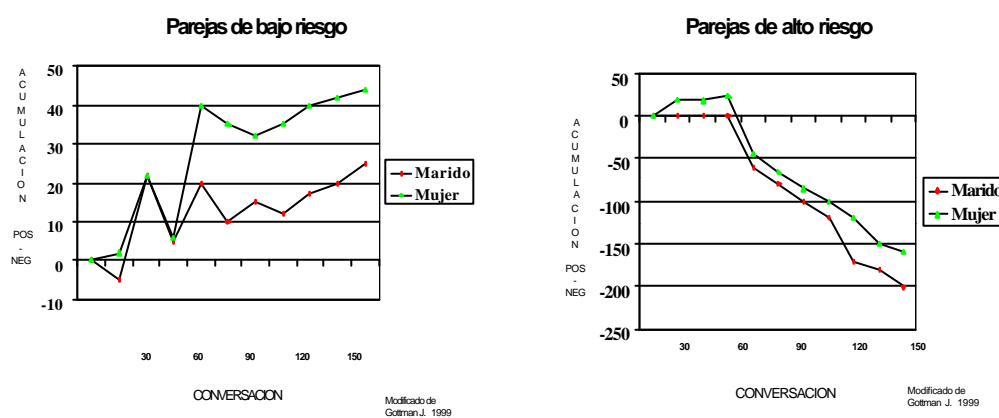 Parejas de bajo riesgo
ACUMULACION
POS
-
NEG
50
40
30
20
10
0
-10
30 60 90 120 150
CONVERSACION
Marido
Mujer
Modificado de
Gottman J. 1999
Parejas de alto riesgo
ACUMULACION
POS
-
NEG
50
0
-50
-100
-150
-200
-250
30 60 90 120 150
CONVERSACION
Marido
Mujer
Modificado de
Gottman J. 1999